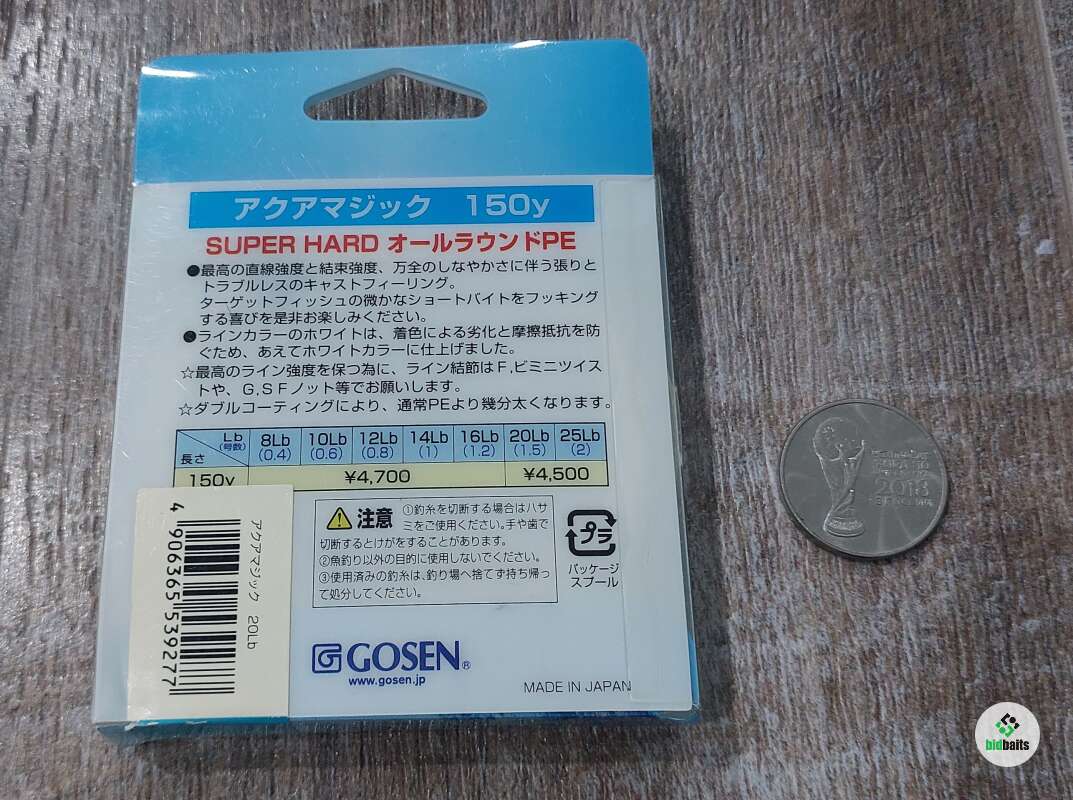 アクアマジック 150y
SUPER HARD オールラウンドPE
●最高の直線強度と結束強度、万全のしなやかさに伴う張りと
トラブルレスのキャストフィーリング。
ターゲットフィッシュの微かなショートバイトをフッキング
する喜びを是非お楽しみください。
●ラインカラーのホワイトは、着色による劣化と摩擦抵抗を防
ぐため、あえてホワイトカラーに仕上げました。
☆最高のライン強度を保つ為に、ライン結節はF,ビミニツイス
トや、G,SFノット等でお願いします。
☆ダブルコーティングにより、通常PEより幾分太くなります。
Lb (号数) 8Lb 10Lb 12Lb 14Lb 16Lb 20Lb 25Lb
長さ (0.4) (0.6) (0.8) (1) (1.2) (1.5) (2)
150y ¥4,700 ¥4,500
注意 ①釣糸を切断する場合はハサ
ミをご使用ください。手や歯で
切断するとけがをすることがあります。
②魚釣り以外の目的に使用しないでください。
③使用済みの釣糸は、釣り場へ捨てず持ち帰っ
て処分してください。
プラ
パッケージ
スプール
アクアマジック 20Lb
4 906365 539277
GOSEN®
www.gosen.jp
MADE IN JAPAN
2018
bidbaits